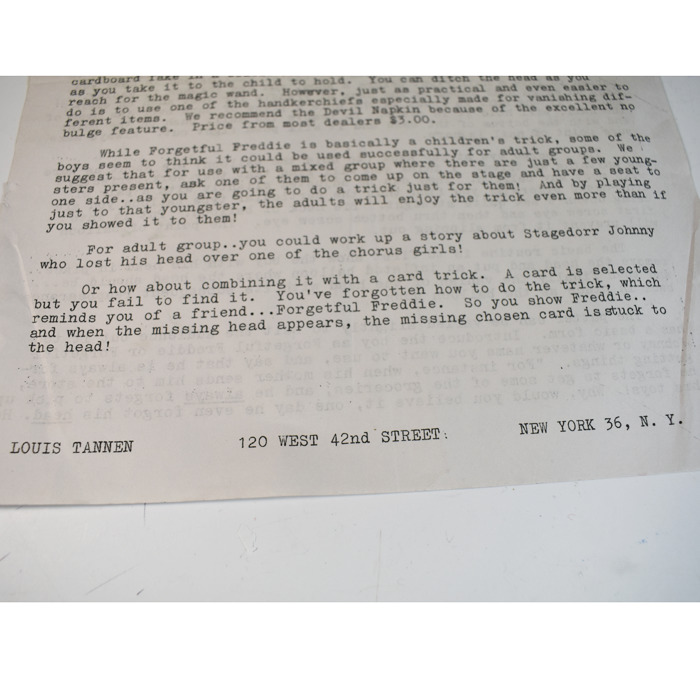 cardboard
as you take it to the child to hold. You can ditch the head as you
reach for the magic wand. However, just as practical and even easier to
do is to use one of the handkerchiefs especially made for vanishing dif-
ferent items. We recommend the Devil Napkin because of the excellent no
bulge feature. Price from most dealers $3.00.
While Forgetful Freddie is basically a children's trick, some of the
boys seem to think it could be used successfully for adult groups. We
suggest that for use with a mixed group where there are just a few young-
sters present, ask one of them to come up on the stage and have a seat to
one side..as you are going to do a trick just for them! And by playing
just to that youngster, the adults will enjoy the trick even more than if
you showed it to them!
For adult group..you could work up a story about Stagedorr Johnny
who lost his head over one of the chorus girls!
Or how about combining it with a card trick. A card is selected
but you fail to find it. You've forgotten how to do the trick, which
reminds you of a friend...Forgetful Freddie. So you show Freddie..
and when the missing head appears, the missing chosen card is stuck to
the head!
LOUIS TANNEN 120 WEST 42nd STREET: NEW YORK 36, N. Y.